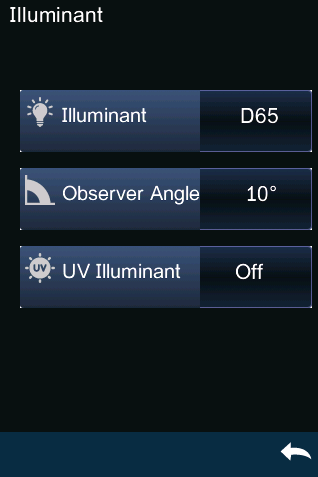 Illuminant
Illuminant D65
Observer Angle 10°
UV UV Illuminant Off